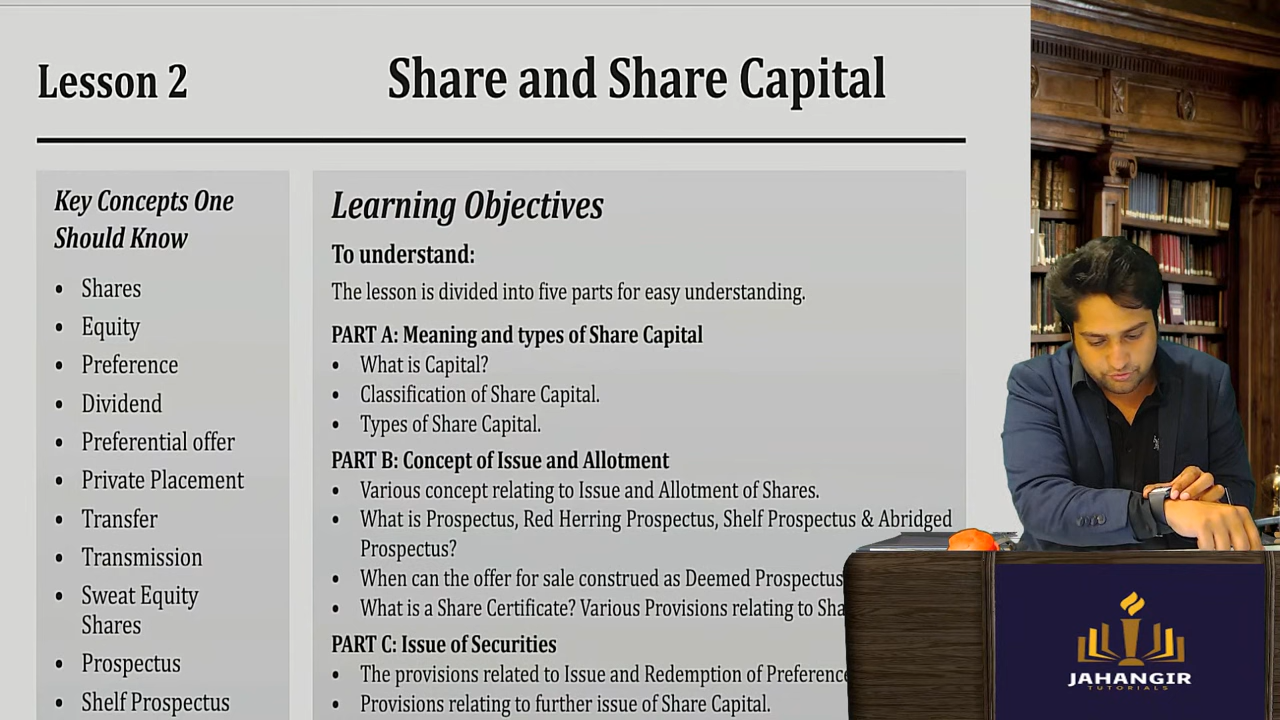 Lesson 2
Share and Share Capital
Key Concepts One
Should Know
• Shares
• Equity
• Preference
• Dividend
• Preferential offer
• Private Placement
• Transfer
• Transmission
• Sweat Equity
Shares
• Prospectus
• Shelf Prospectus
Learning Objectives
To understand:
The lesson is divided into five parts for easy understanding.
PART A: Meaning and types of Share Capital
• What is Capital?
• Classification of Share Capital.
• Types of Share Capital.
PART B: Concept of Issue and Allotment
• Various concept relating to Issue and Allotment of Shares.
• What is Prospectus, Red Herring Prospectus, Shelf Prospectus & Abridged
Prospectus?
• When can the offer for sale construed as Deemed Prospectus
• What is a Share Certificate? Various Provisions relating to Sha
PART C: Issue of Securities
• The provisions related to Issue and Redemption of Preference
• Provisions relating to further issue of Share Capital.
JAHANGIR
TUTORIALS